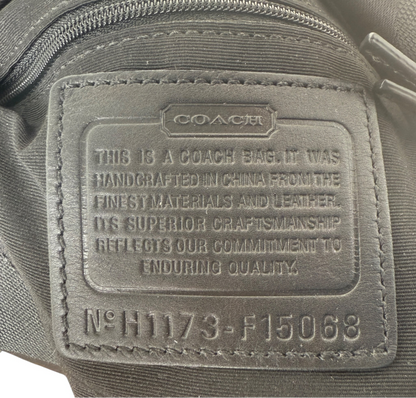 COACH
THIS IS A COACH BAG. IT WAS
HANDCRAFTED IN CHINA FROM THE
FINEST MATERIALS AND LEATHER.
ITS SUPERIOR CRAFTSMANSHIP
REFLECTS OUR COMMITMENT TO
ENDURING QUALITY.
Nº H1173-F15068